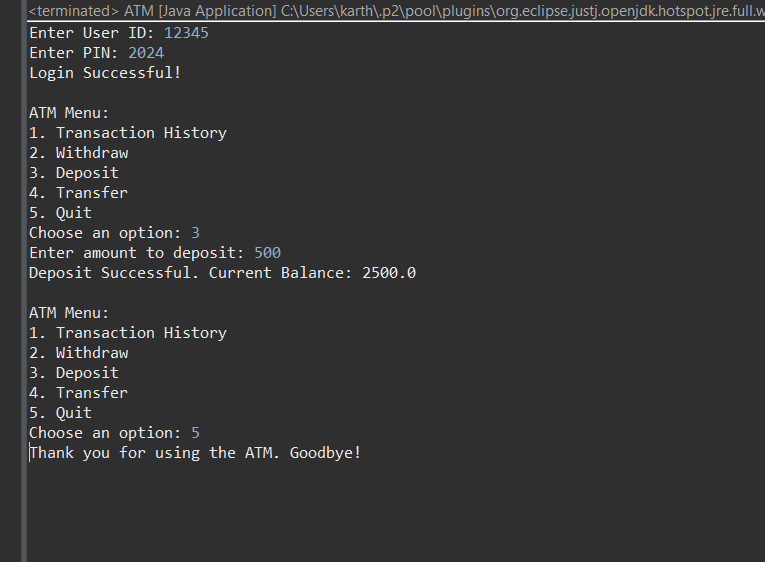 <terminated> ATM [Java Application] C:\Users\karth\.p2\pool\plugins\org.eclipse.justj.openjdk.hotspot.jre.full.w
Enter User ID: 12345
Enter PIN: 2024
Login Successful!
ATM Menu:
1. Transaction History
2. Withdraw
3. Deposit
4. Transfer
5. Quit
Choose an option: 3
Enter amount to deposit: 500
Deposit Successful. Current Balance: 2500.0
ATM Menu:
1. Transaction History
2. Withdraw
3. Deposit
4. Transfer
5. Quit
Choose an option: 5
Thank you for using the ATM. Goodbye!